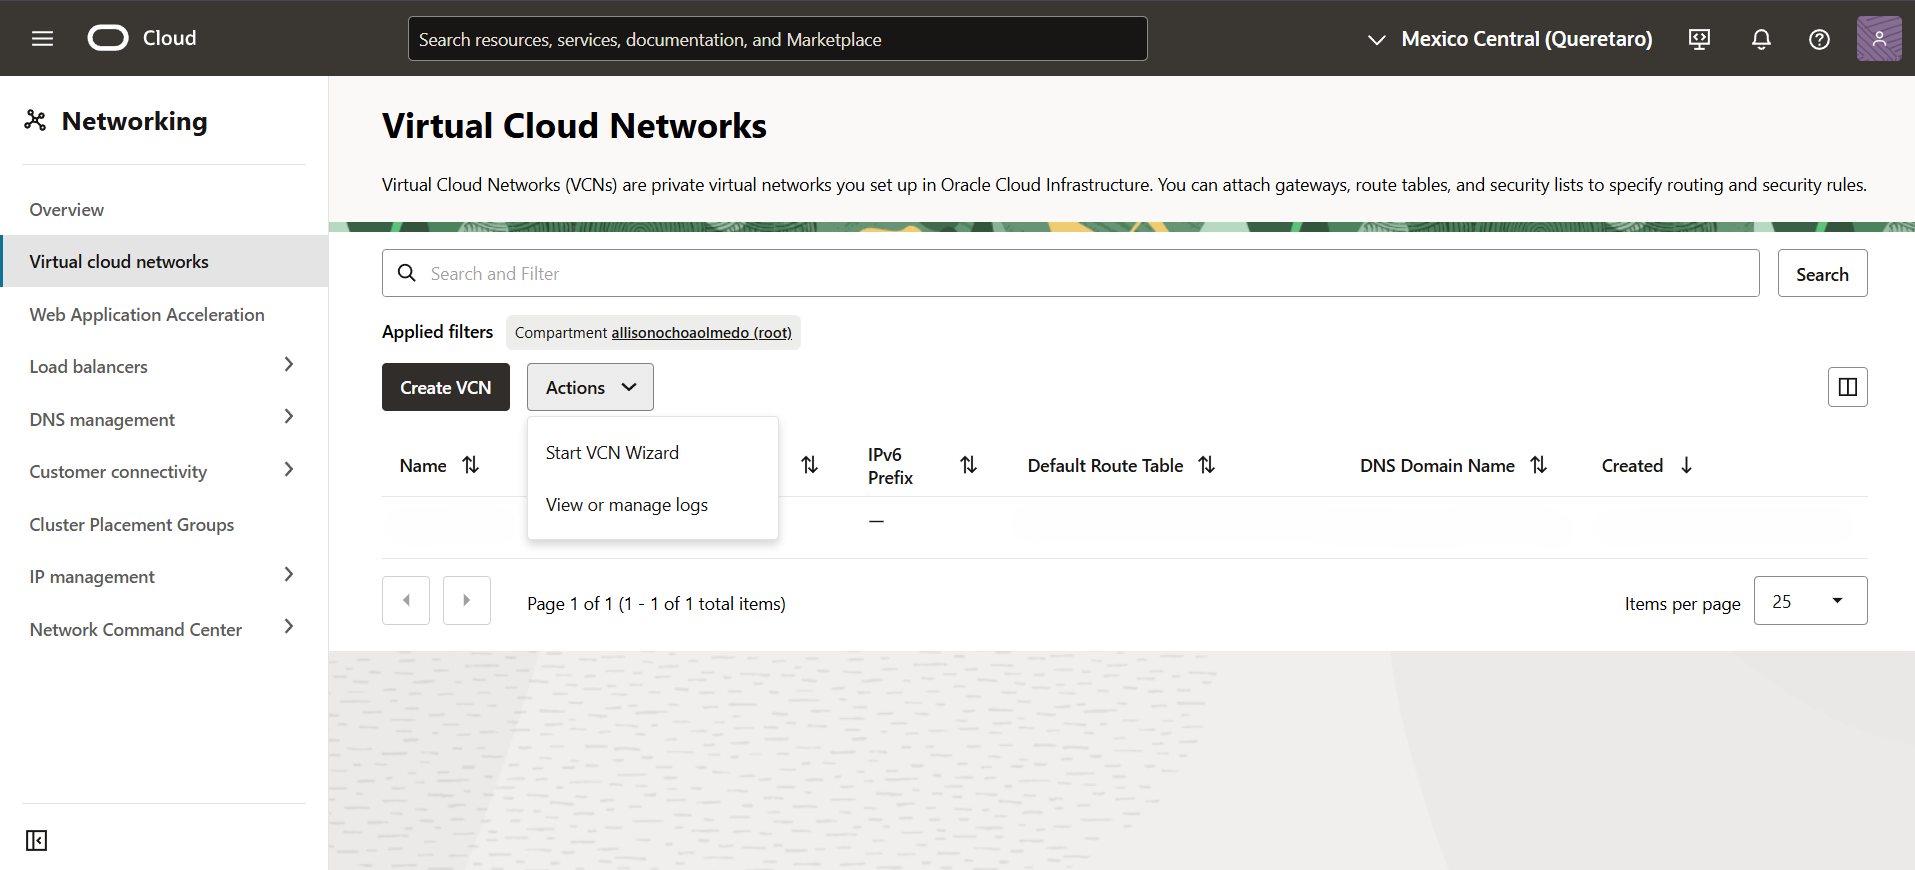 Cloud
Search resources, services, documentation, and Marketplace
Mexico Central (Queretaro)
Networking
Overview
Virtual cloud networks
Web Application Acceleration
Load balancers
DNS management
Customer connectivity
Cluster Placement Groups
IP management
Network Command Center
Virtual Cloud Networks
Virtual Cloud Networks (VCNs) are private virtual networks you set up in Oracle Cloud Infrastructure. You can attach gateways, route tables, and security lists to specify routing and security rules.
Search and Filter
Search
Applied filters
Compartment allisonochoaolmedo (root)
Create VCN
Actions
Start VCN Wizard
View or manage logs
Name
IPv6
Prefix
Default Route Table
DNS Domain Name
Created
—
Page 1 of 1 (1 - 1 of 1 total items)
Items per page
25